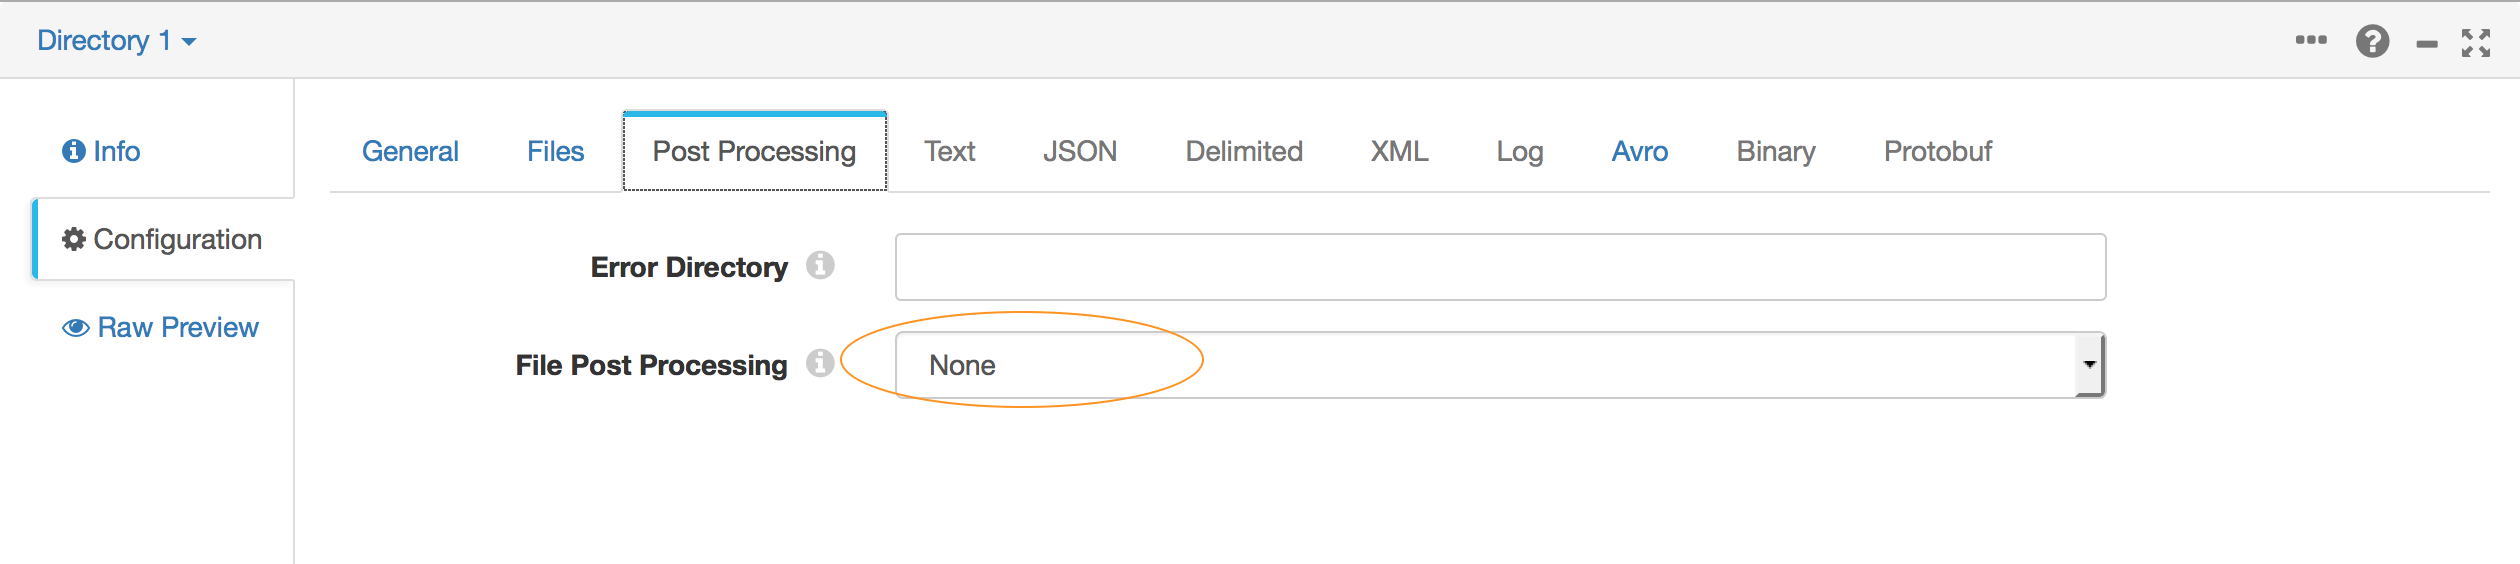 Directory 1
Info
Configuration
Raw Preview
General Files Post Processing Text JSON Delimited XML Log Avro Binary Protobuf
Error Directory
File Post Processing None